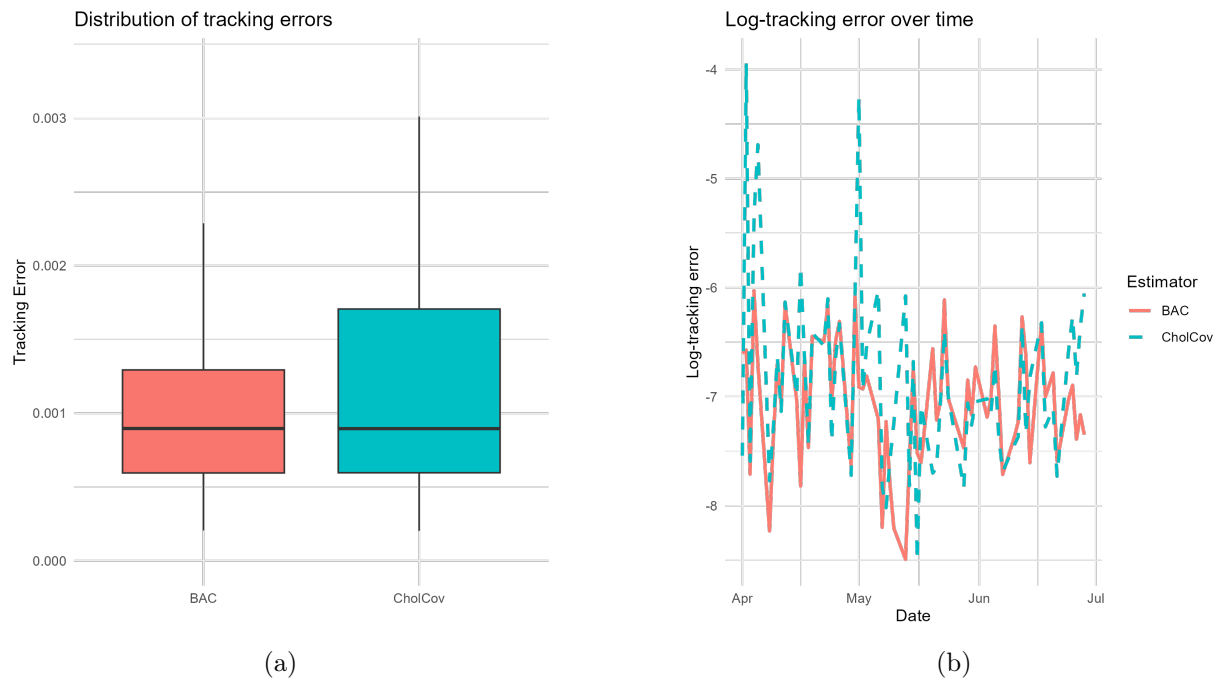 Distribution of tracking errors
Tracking Error
0.003
0.002
0.001
0.000
BAC
CholCov
(a)
Log-tracking error over time
Log-tracking error
-4
-5
-6
-7
-8
Apr
May
Jun
Jul
Date
Estimator
BAC
CholCov
(b)